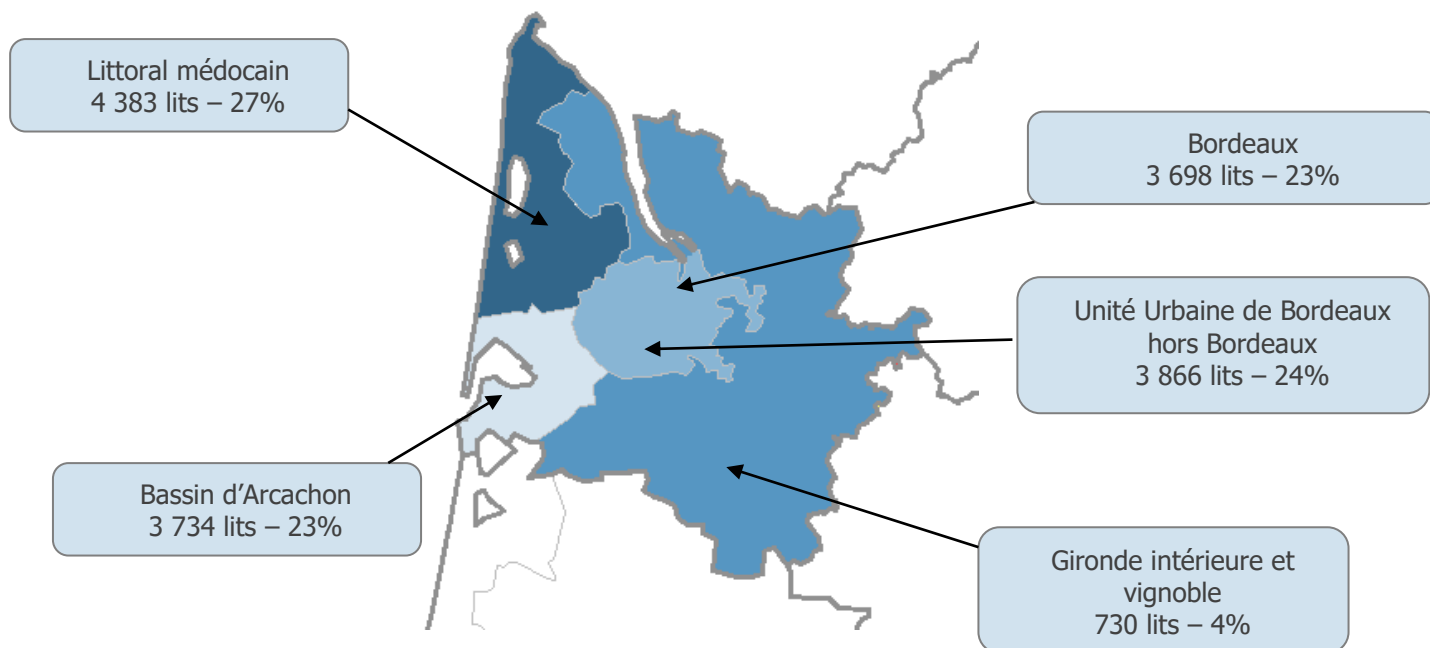 Littoral médocain
4 383 lits – 27%
Bordeaux
3 698 lits – 23%
Unité Urbaine de Bordeaux
hors Bordeaux
3 866 lits – 24%
Bassin d’Arcachon
3 734 lits – 23%
Gironde intérieure et
vignoble
730 lits – 4%